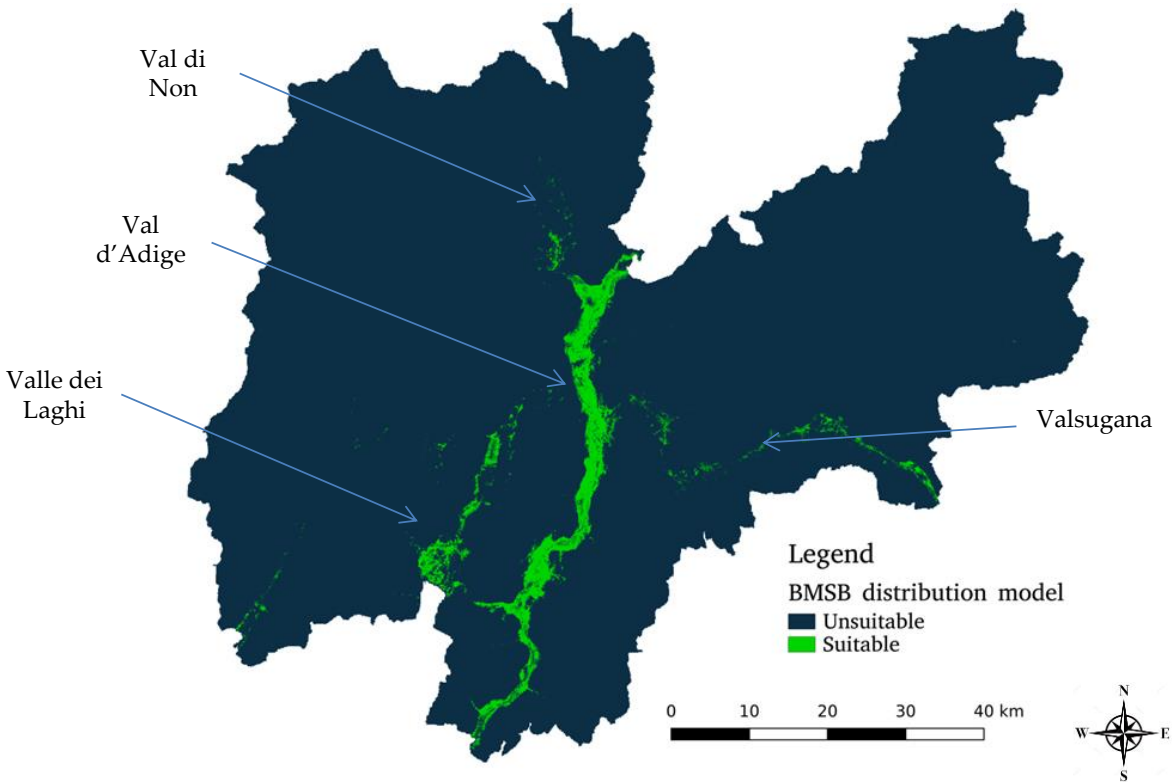 Val di
Non
Val
d’Adige
Valle dei
Laghi
Valsugana
Legend
BMSB distribution model
Unsuitable
Suitable
0 10 20 30 40 km
N
W E
S